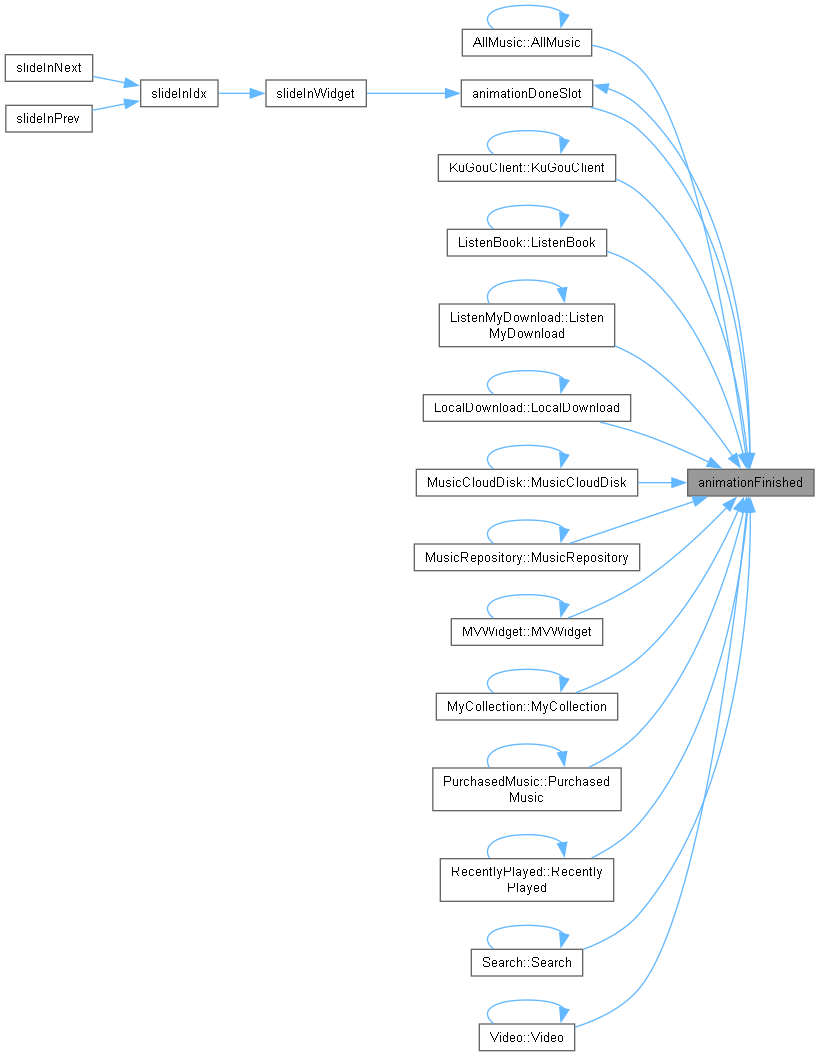 AllMusic::AllMusic
slideInNext
slideInIdx
slideInWidget
animationDoneSlot
slideInPrev
KuGouClient::KuGouClient
ListenBook::ListenBook
ListenMyDownload::Listen
MyDownload
LocalDownload::LocalDownload
MusicCloudDisk::MusicCloudDisk
animationFinished
MusicRepository::MusicRepository
MVWidget::MVWidget
MyCollection::MyCollection
PurchasedMusic::Purchased
Music
RecentlyPlayed::Recently
Played
Search::Search
Video::Video